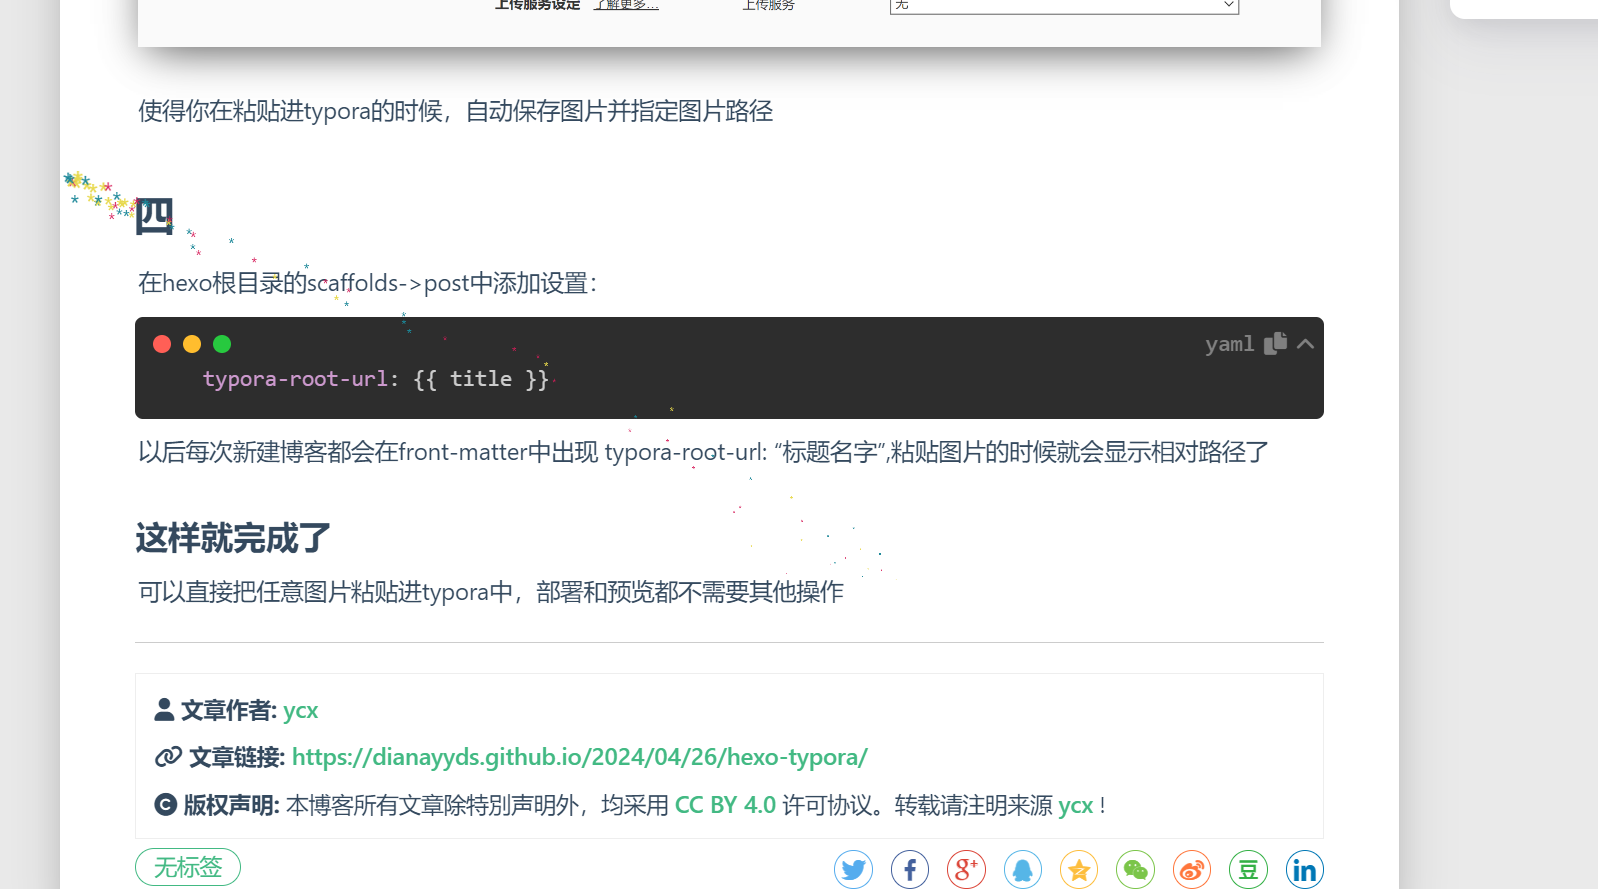 上传服务设定 了解更多... 上传服务 无
使得你在粘贴进typora的时候，自动保存图片并指定图片路径
四
在hexo根目录的scaffolds->post中添加设置：
yaml
typora-root-url: {{ title }}
以后每次新建博客都会在front-matter中出现 typora-root-url: “标题名字”,粘贴图片的时候就会显示相对路径了
这样就完成了
可以直接把任意图片粘贴进typora中，部署和预览都不需要其他操作
文章作者: ycx
文章链接: https://dianayyds.github.io/2024/04/26/hexo-typora/
版权声明: 本博客所有文章除特別声明外，均采用 CC BY 4.0 许可协议。转载请注明来源 ycx !
无标签